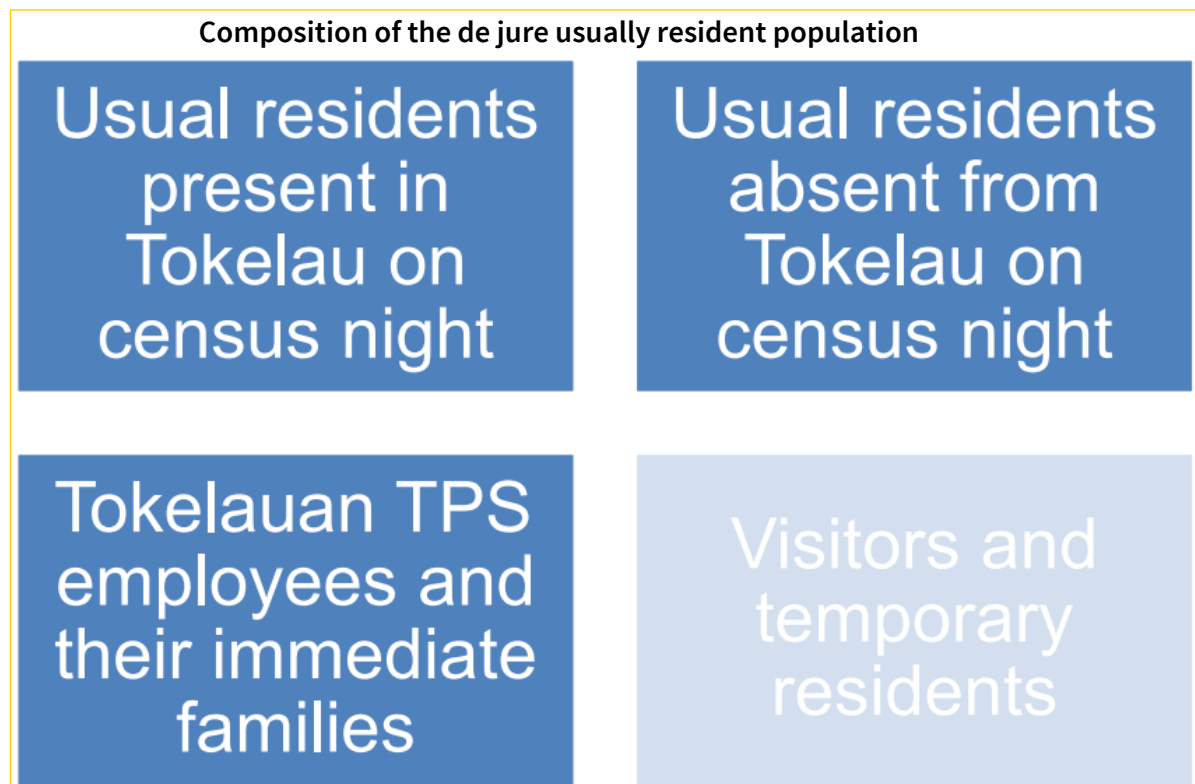 Composition of the de jure usually resident population
Usual residents
present in
Tokelau on
census night
Usual residents
absent from
Tokelau on
census night
Tokelauan TPS
employees and
their immediate
families
Visitors and
temporary
residents